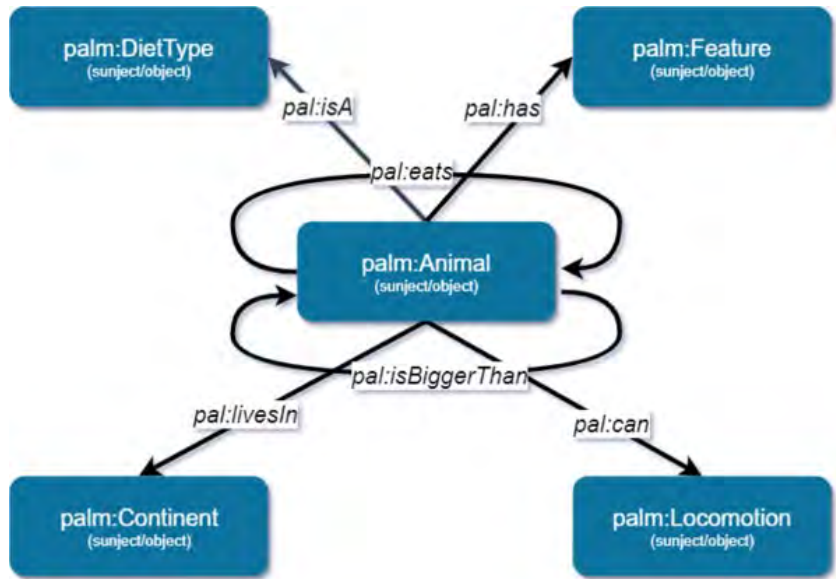 palm:DietType
(sunject/object)
palm:Feature
(sunject/object)
pal:isA
pal:has
pal:eats
palm:Animal
(sunject/object)
pal:isBiggerThan
pal:livesIn
pal:can
palm:Continent
(sunject/object)
palm:Locomotion
(sunject/object)